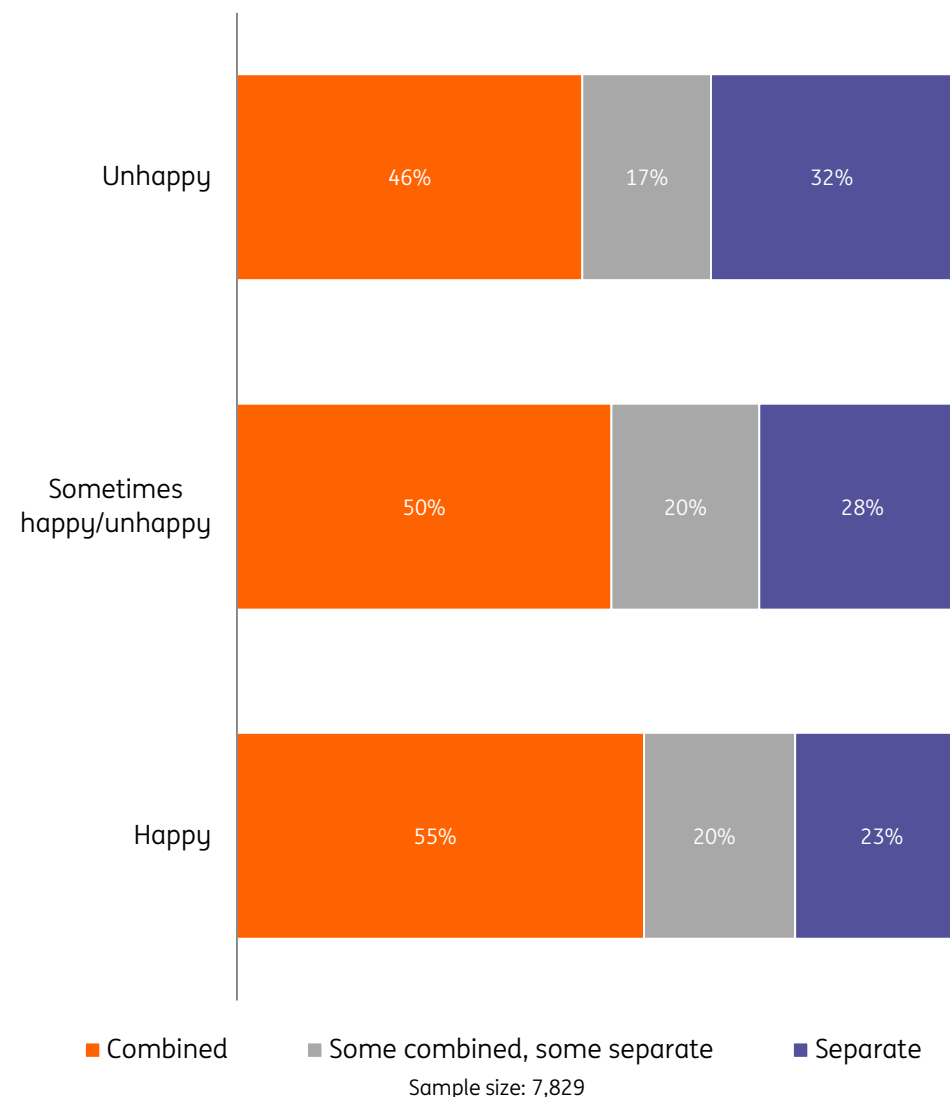 Unhappy
46%
17%
32%
Sometimes
happy/unhappy
50%
20%
28%
Happy
55%
20%
23%
Combined
Some combined, some separate
Separate
Sample size: 7,829